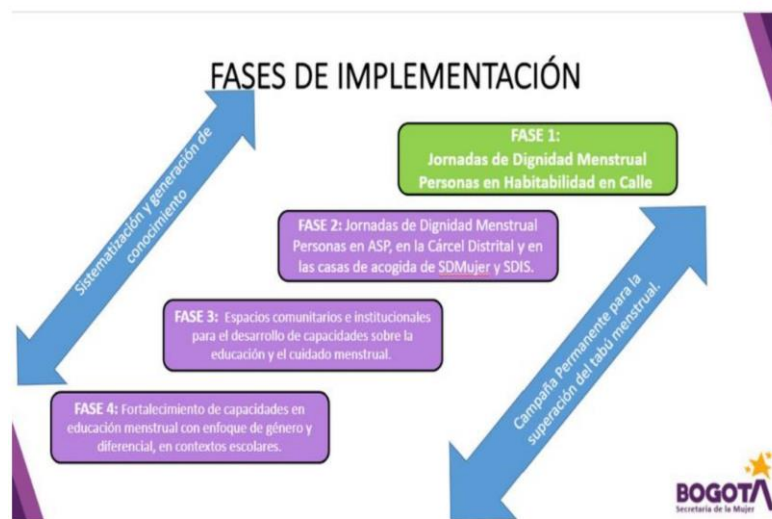 FASES DE IMPLEMENTACIÓN
Sistematización y generación de
conocimiento
FASE 1:
Jornadas de Dignidad Menstrual
Personas en Habitabilidad en Calle
FASE 2: Jornadas de Dignidad Menstrual
Personas en ASP, en la Cárcel Distrital y en
las casas de acogida de SDMujer y SDIS.
FASE 3: Espacios comunitarios e institucionales
para el desarrollo de capacidades sobre la
educación y el cuidado menstrual.
FASE 4: Fortalecimiento de capacidades en
educación menstrual con enfoque de género y
diferencial, en contextos escolares.
Campaña Permanente para la
superación del tabú menstrual.
BOGOTA
Secretaría de la Mujer